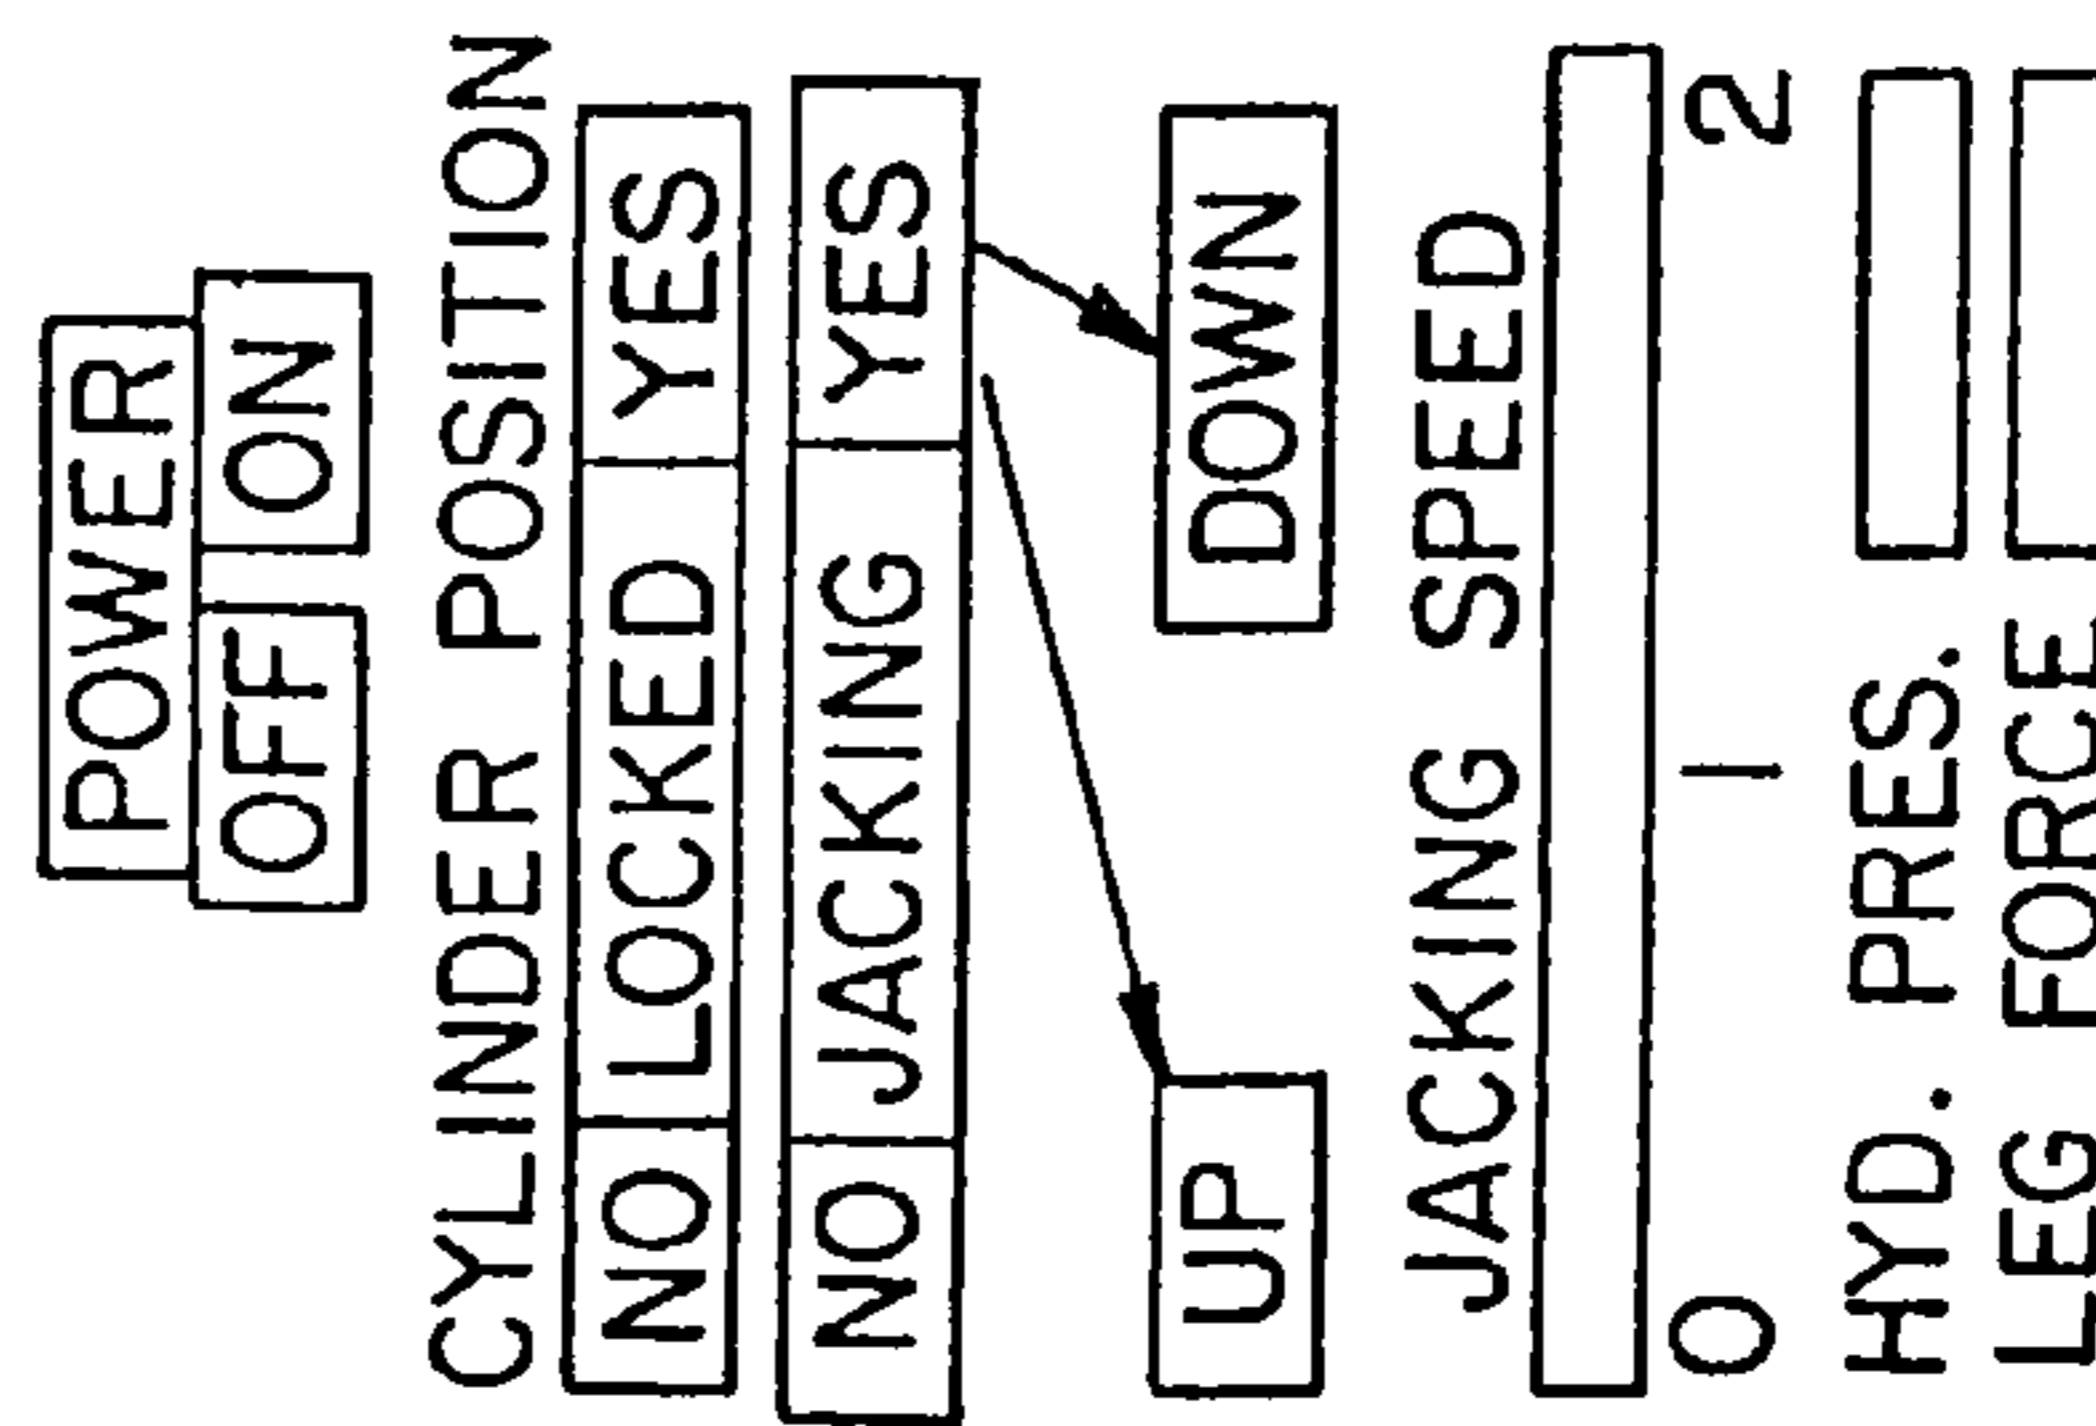 POWER
OFF ON
CYLINDER POSITION
NO LOCKED YES
NO JACKING YES
UP DOWN
JACKING SPEED
0 1 2
HYD. PRES.
LEG FORCE